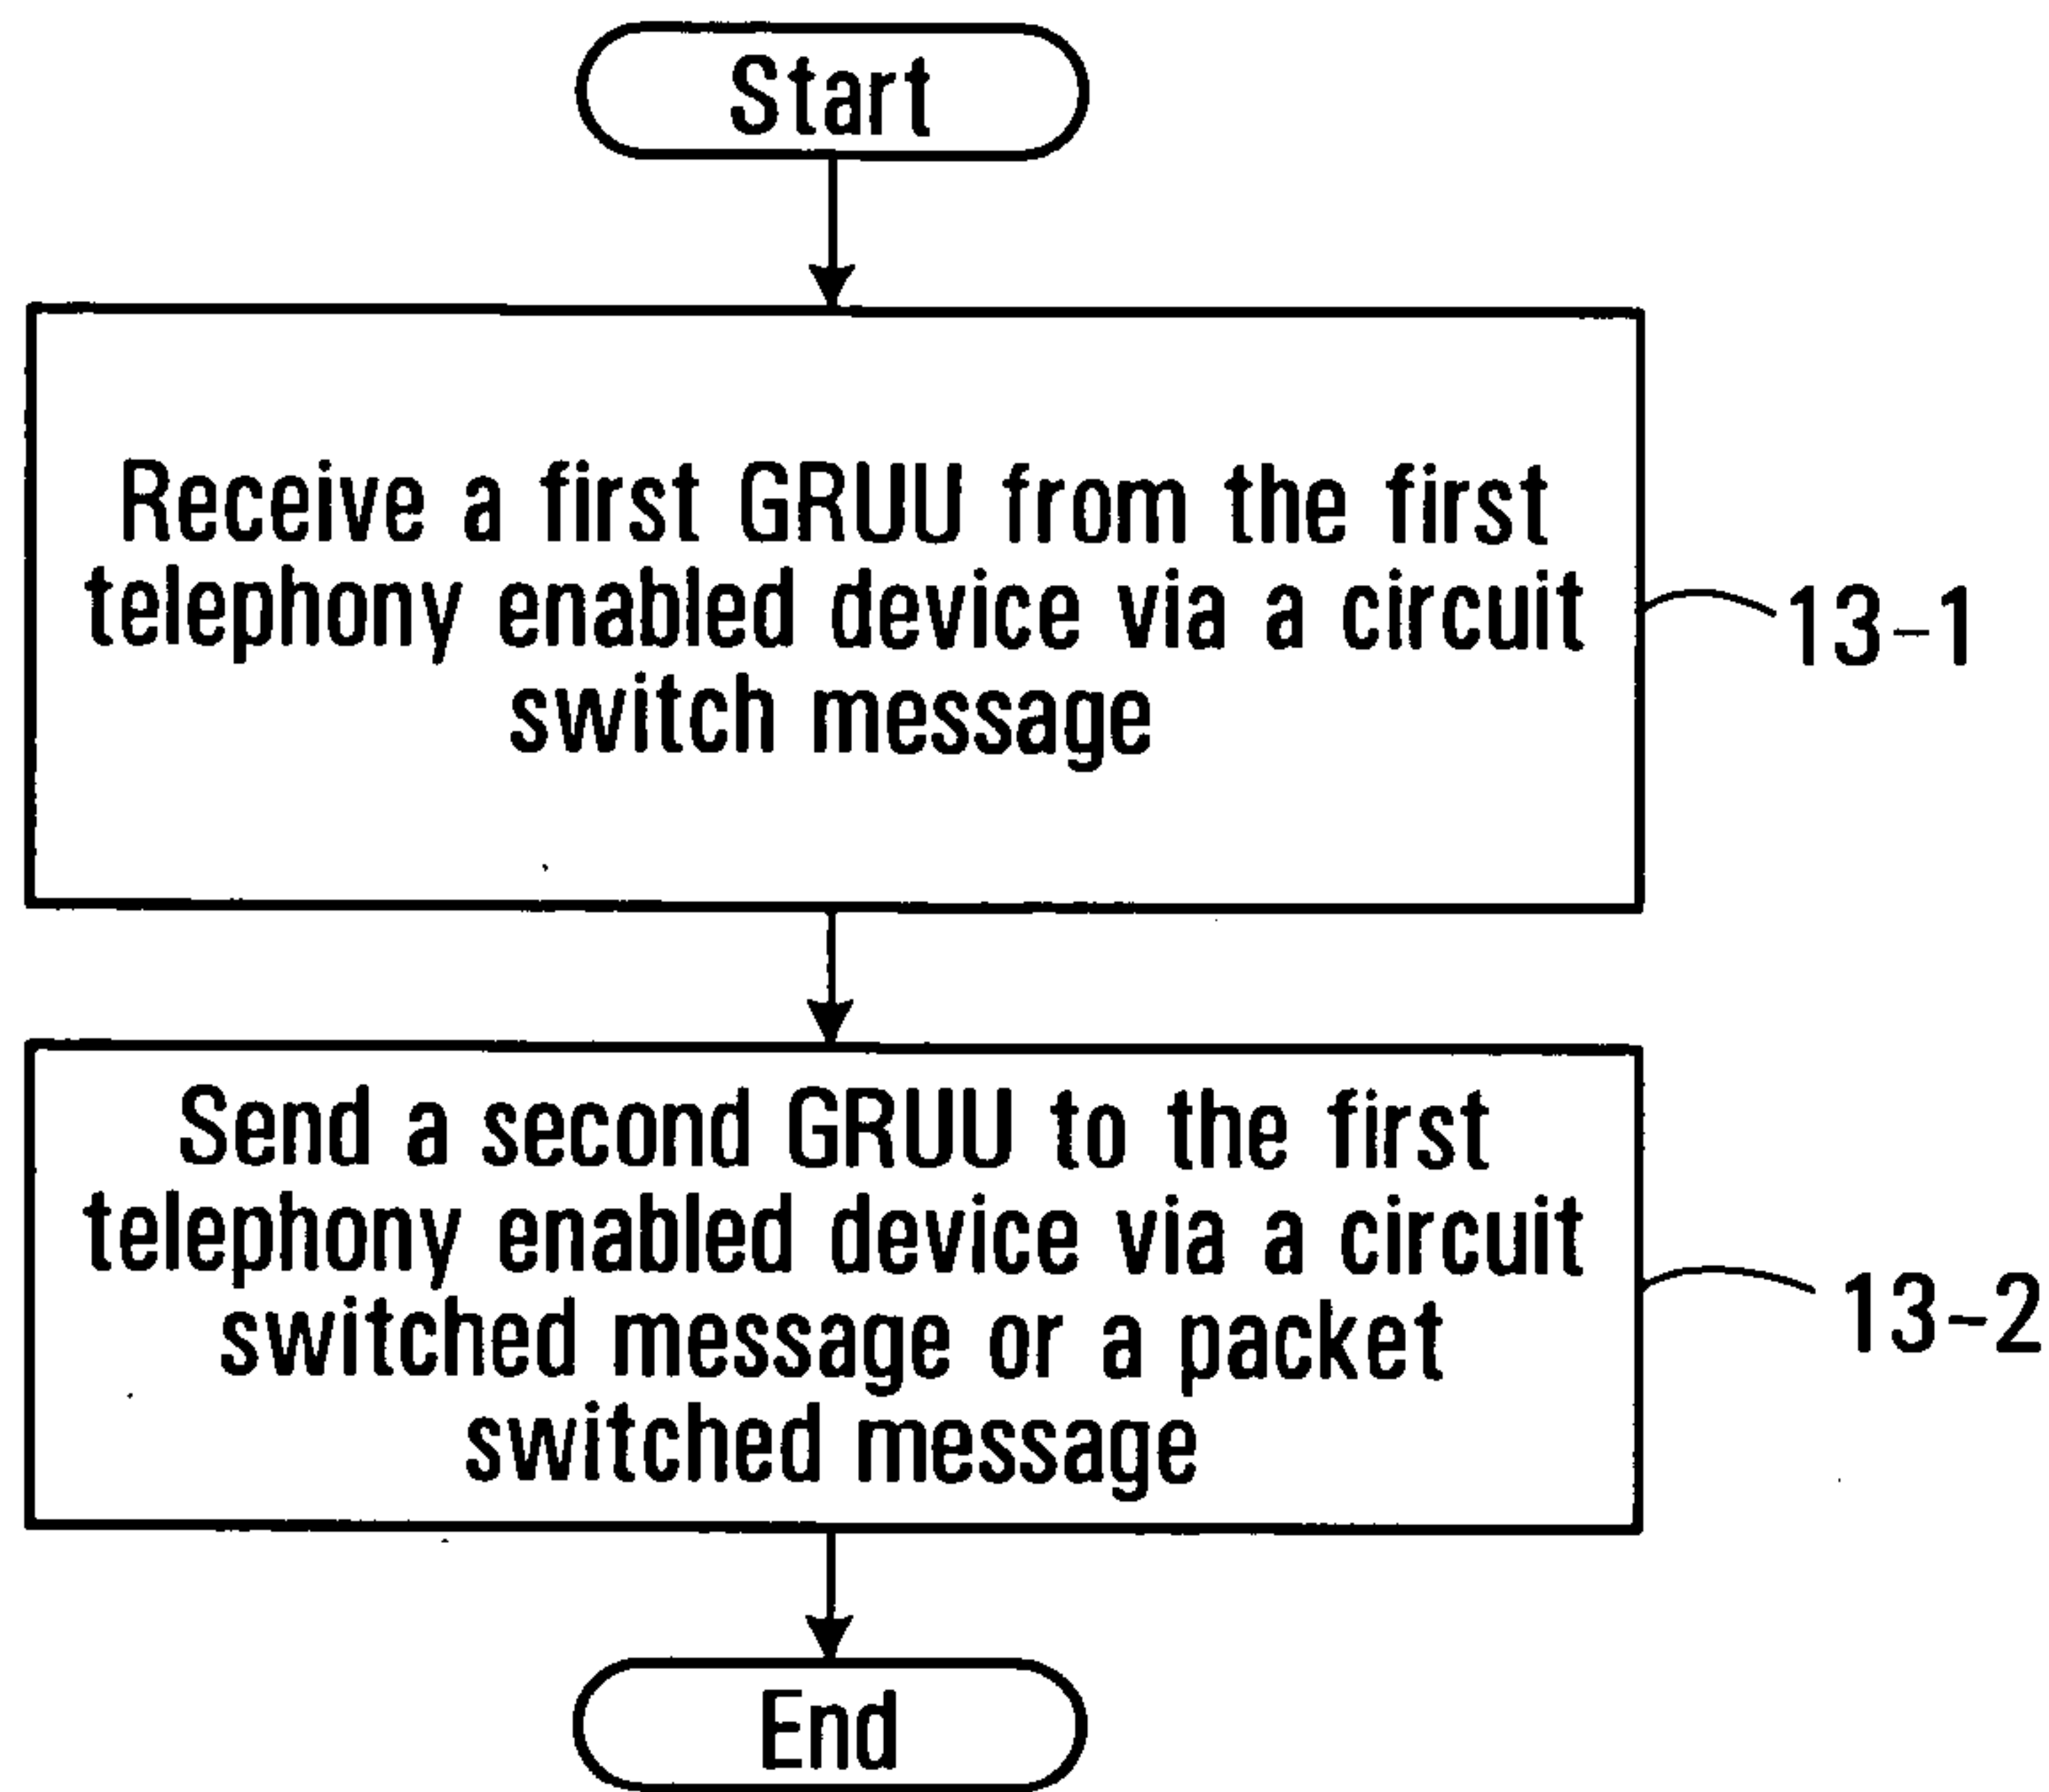 Start
Receive a first GRUU from the first
telephony enabled device via a circuit
switch message
13-1
Send a second GRUU to the first
telephony enabled device via a circuit
switched message or a packet
switched message
13-2
End